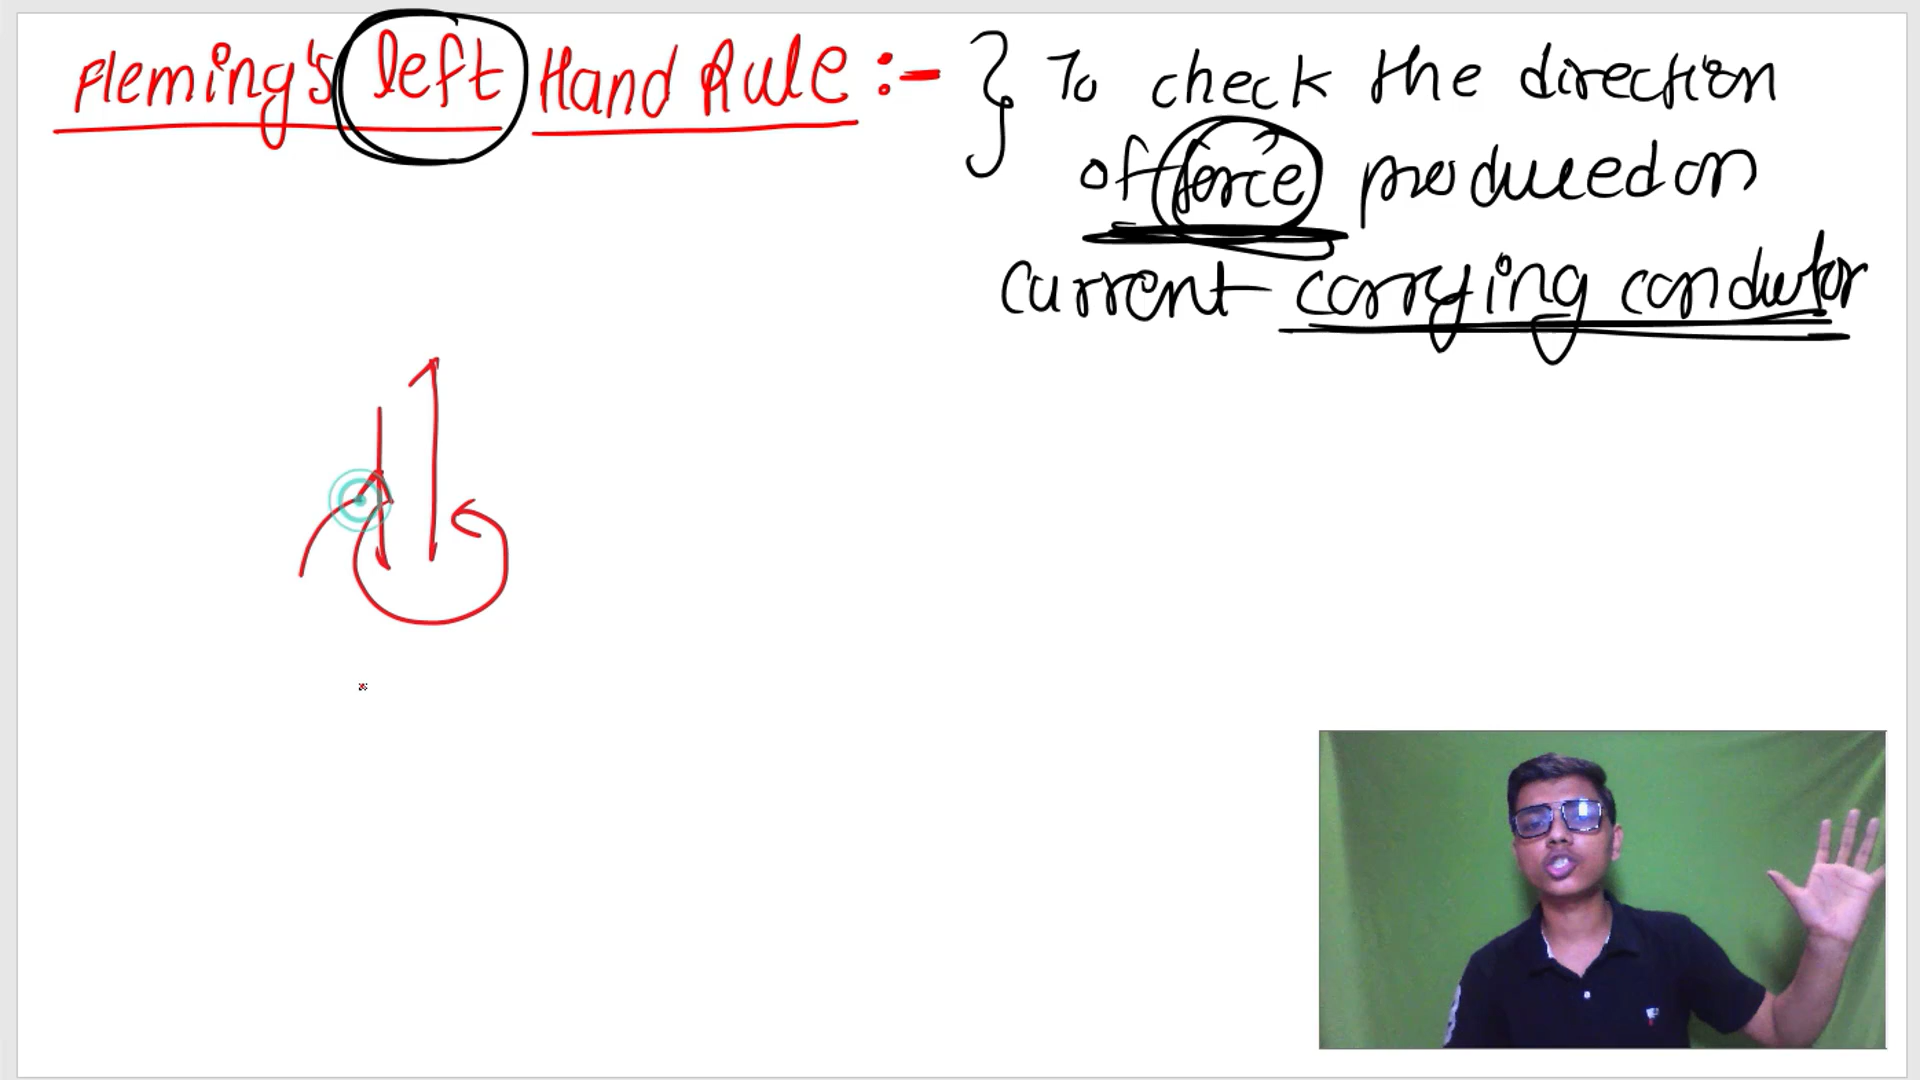 Fleming's left Hand Rule :-
To check the direction
of force produced on
current carrying conductor